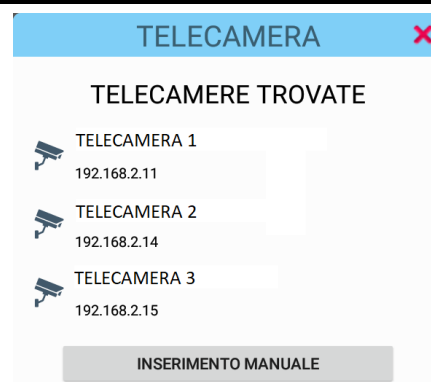 TELECAMERA
TELECAMERE TROVATE
TELECAMERA 1
192.168.2.11
TELECAMERA 2
192.168.2.14
TELECAMERA 3
192.168.2.15
INSERIMENTO MANUALE